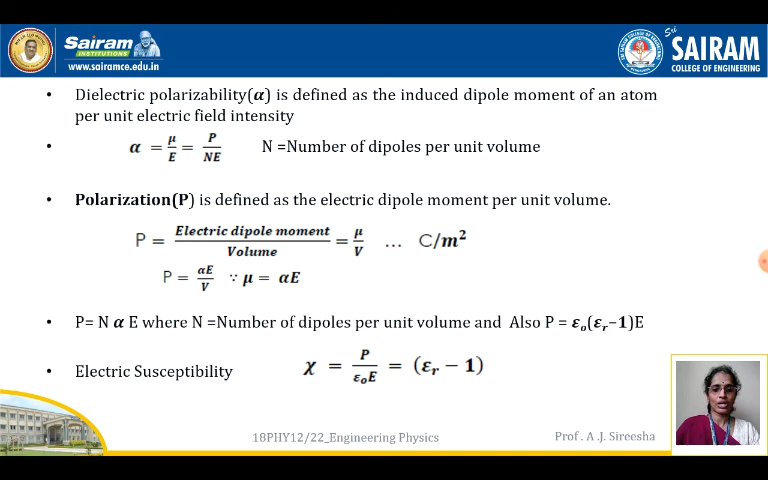 Sairam
INSTITUTIONS
www.sairamce.edu.in
Sri
SAIRAM
COLLEGE OF ENGINEERING
• Dielectric polarizability(α) is defined as the induced dipole moment of an atom
per unit electric field intensity
• α = μ/E = P/NE N =Number of dipoles per unit volume
• Polarization(P) is defined as the electric dipole moment per unit volume.
P = Electric dipole moment/Volume = μ/V … C/m²
P = αE/V ∵ μ = αE
• P= N α E where N =Number of dipoles per unit volume and Also P = εₒ(εᵣ−1)E
• Electric Susceptibility χ = P/εₒE = (εᵣ − 1)
18PHY12/22_Engineering Physics
Prof . A .J. Sireesha